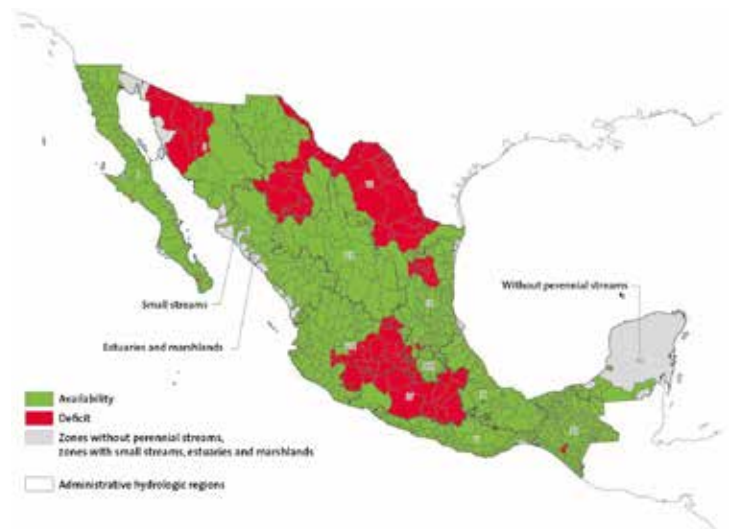 Without perennial streams
Small streams
Estuaries and marshlands
Availability
Deficit
Zones without perennial streams,
zones with small streams, estuaries and marshlands
Administrative hydrologic regions